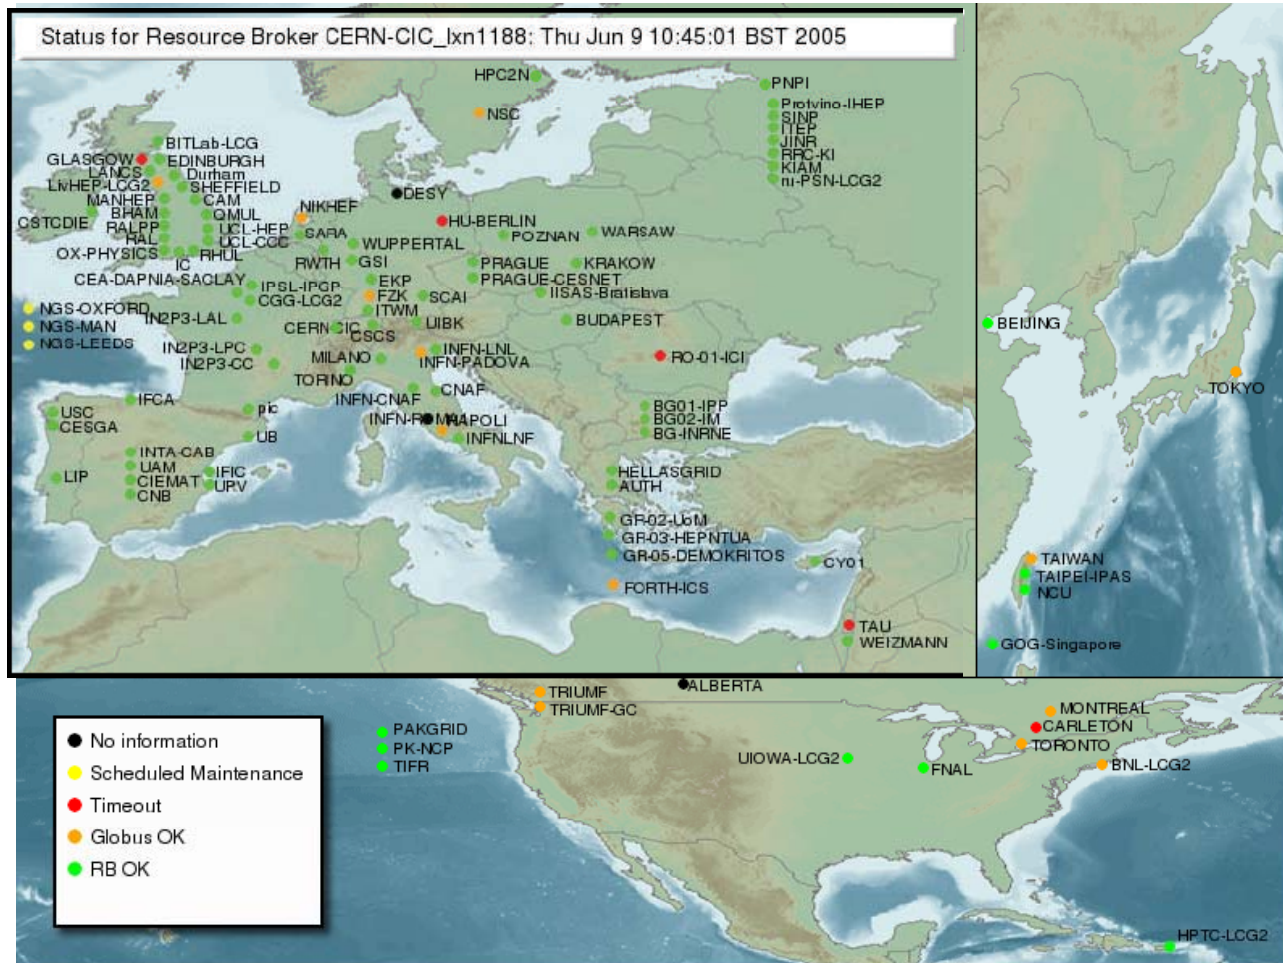 Status for Resource Broker CERN-CIC_lxn1188: Thu Jun 9 10:45:01 BST 2005
HPC2N
NSC
PNPI
Protvino-IHEP
SINP
ITEP
JINR
RRC-KI
KIAM
ru-PSN-LCG2
BITLab-LCG
GLASGOW
EDINBURGH
LANCS
Durham
LivHEP-LCG2
SHEFFIELD
MANHEP
CAM
BHAM
QMUL
CSTCDIE
RALPP
UCL-HEP
RAL
UCL-CCC
OX-PHYSICS
RHUL
IC
DESY
NIKHEF
HU-BERLIN
SARA
POZNAN
WARSAW
WUPPERTAL
RWTH
GSI
PRAGUE
KRAKOW
CEA-DAPNIA-SACLAY
EKP
PRAGUE-CESNET
IPSL-IPGP
FZK
SCAI
IISAS-Bratislava
CGG-LCG2
ITWM
NGS-OXFORD
IN2P3-LAL
UIBK
BUDAPEST
NGS-MAN
CERN-CIC
CSCS
NGS-LEEDS
IN2P3-LPC
INFN-LNL
IN2P3-CC
MILANO
INFN-PADOVA
RO-01-ICI
TORINO
IFCA
INFN-CNAF
CNAF
USC
pic
BG01-IPP
CESGA
NAPOLI
BG02-IM
UB
INFNLNF
BG-INRNE
INTA-CAB
UAM
IFIC
HELLASGRID
LIP
CIEMAT
UPV
AUTH
CNB
GR-02-UoM
GR-03-HEPNTUA
GR-05-DEMOKRITOS
CY01
FORTH-ICS
TAU
WEIZMANN
BEIJING
TOKYO
TAIWAN
TAIPEI-IPAS
NCU
GOG-Singapore
TRIUMF
ALBERTA
TRIUMF-GC
MONTREAL
PAKGRID
CARLETON
PK-NCP
TORONTO
TIFR
UIOWA-LCG2
FNAL
BNL-LCG2
HPTC-LCG2
No information
Scheduled Maintenance
Timeout
Globus OK
RB OK